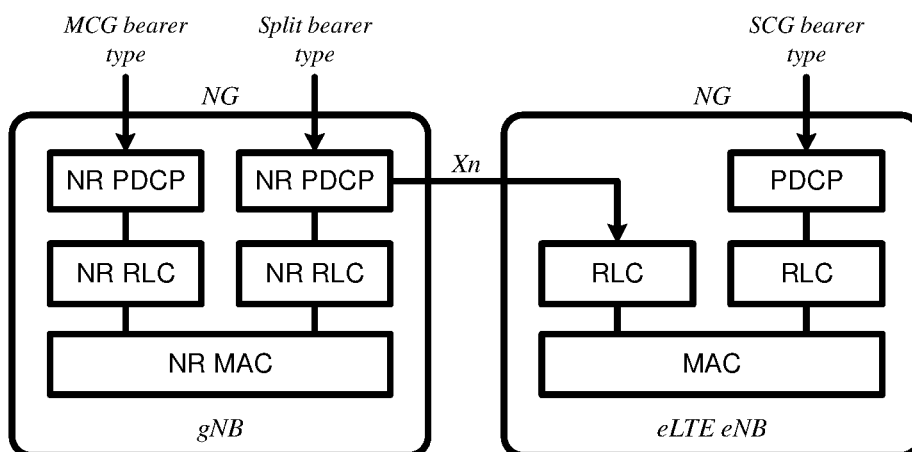 MCG bearer type
Split bearer type
SCG bearer type
NG
NG
NR PDCP
NR PDCP
Xn
PDCP
NR RLC
NR RLC
RLC
RLC
NR MAC
MAC
gNB
eLTE eNB